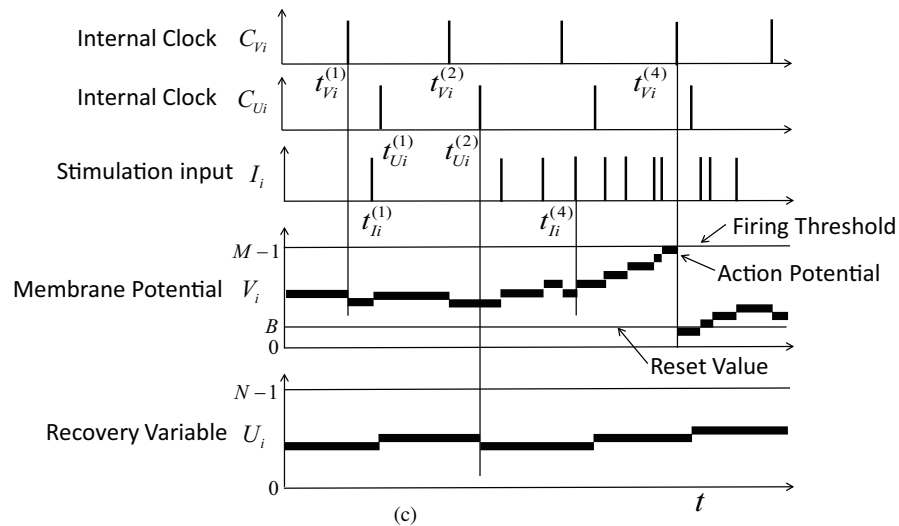 Internal Clock C_{Vi}
t_{Vi}^{(1)} t_{Vi}^{(2)} t_{Vi}^{(4)}
Internal Clock C_{Ui}
t_{Ui}^{(1)} t_{Ui}^{(2)}
Stimulation input I_i
t_{Ii}^{(1)} t_{Ii}^{(4)}
Firing Threshold
M−1
Action Potential
Membrane Potential V_i
B
0
Reset Value
N−1
Recovery Variable U_i
0
(c)
t